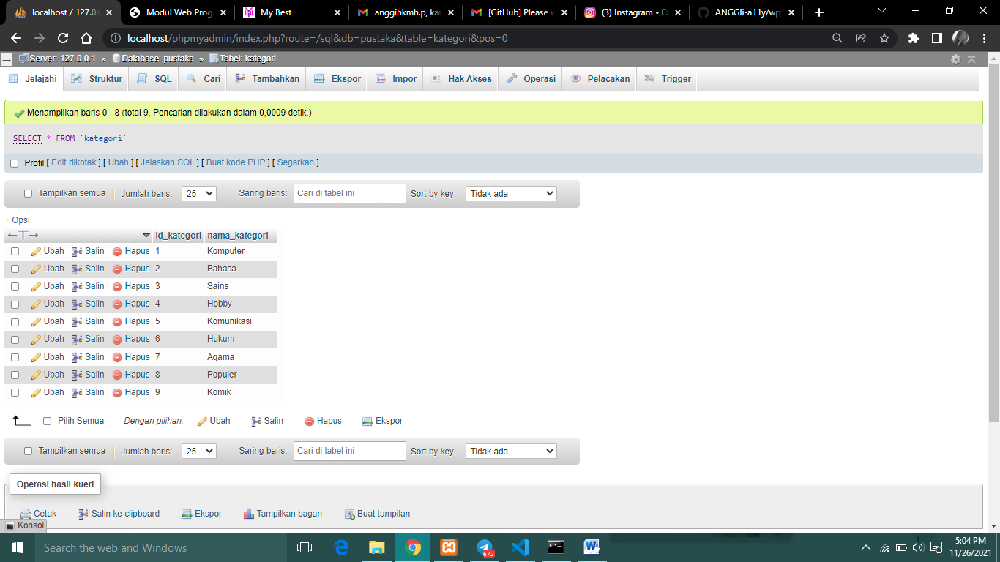 localhost / 127.0.
Modul Web Prog
My Best
anggihkmh.p, kar
[GitHub] Please v
(3) Instagram • O
ANGGIi-a11y/wp
localhost/phpmyadmin/index.php?route=/sql&db=pustaka&table=kategori&pos=0
Server: 127.0.0.1 » Database: pustaka » Tabel: kategori
Jelajahi Struktur SQL Cari Tambahkan Ekspor Impor Hak Akses Operasi Pelacakan Trigger
Menampilkan baris 0 - 8 (total 9, Pencarian dilakukan dalam 0,0009 detik.)
SELECT * FROM `kategori`
Profil [ Edit dikotak ] [ Ubah ] [ Jelaskan SQL ] [ Buat kode PHP ] [ Segarkan ]
Tampilkan semua | Jumlah baris: 25 Saring baris: Cari di tabel ini Sort by key: Tidak ada
+ Opsi
←T→ id_kategori nama_kategori
Ubah Salin Hapus 1 Komputer
Ubah Salin Hapus 2 Bahasa
Ubah Salin Hapus 3 Sains
Ubah Salin Hapus 4 Hobby
Ubah Salin Hapus 5 Komunikasi
Ubah Salin Hapus 6 Hukum
Ubah Salin Hapus 7 Agama
Ubah Salin Hapus 8 Populer
Ubah Salin Hapus 9 Komik
Pilih Semua Dengan pilihan: Ubah Salin Hapus Ekspor
Tampilkan semua | Jumlah baris: 25 Saring baris: Cari di tabel ini Sort by key: Tidak ada
Operasi hasil kueri
Cetak Salin ke clipboard Ekspor Tampilkan bagan Buat tampilan
Konsol
Search the web and Windows
672
5:04 PM
11/26/2021